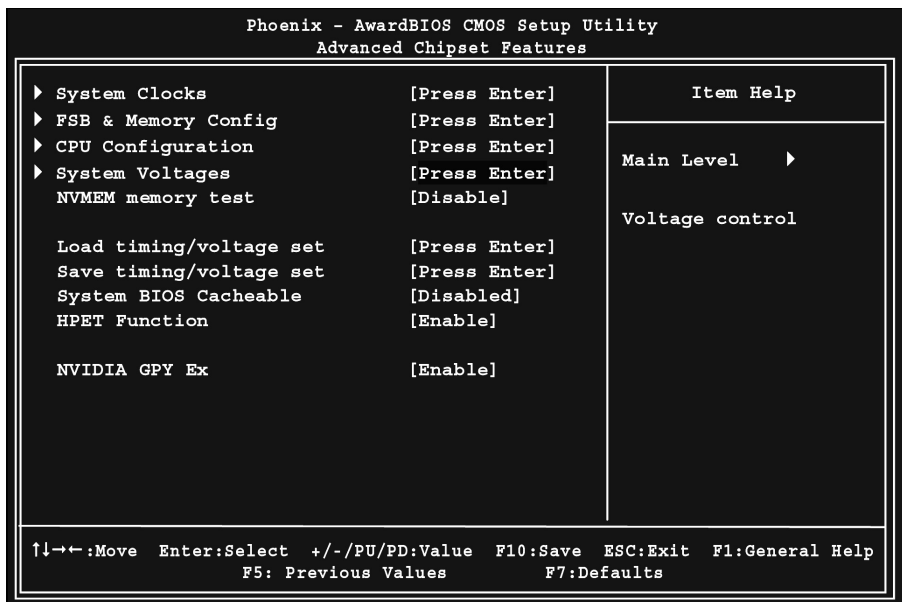 Phoenix - AwardBIOS CMOS Setup Utility
Advanced Chipset Features
System Clocks [Press Enter]
FSB & Memory Config [Press Enter]
CPU Configuration [Press Enter]
System Voltages [Press Enter]
NVMEM memory test [Disable]
Load timing/voltage set [Press Enter]
Save timing/voltage set [Press Enter]
System BIOS Cacheable [Disabled]
HPET Function [Enable]
NVIDIA GPY Ex [Enable]
Item Help
Main Level
Voltage control
↑↓→←:Move Enter:Select +/-/PU/PD:Value F10:Save ESC:Exit F1:General Help
F5: Previous Values F7:Defaults